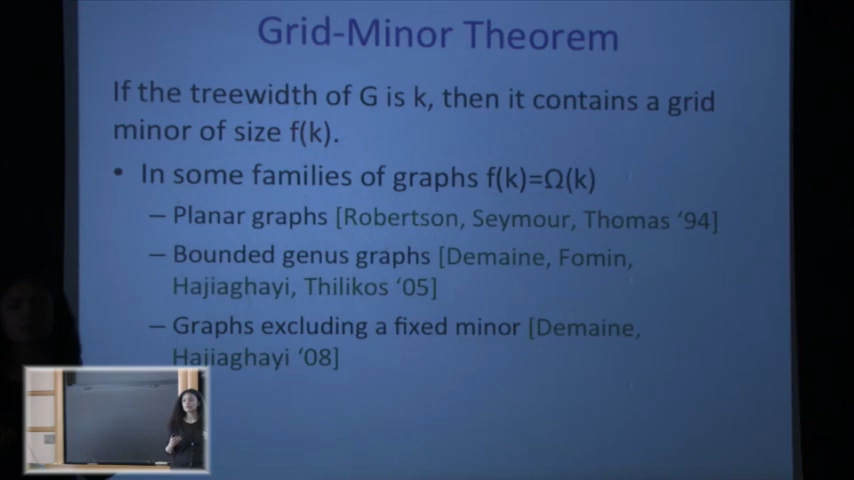 Grid-Minor Theorem
If the treewidth of G is k, then it contains a grid
minor of size f(k).
• In some families of graphs f(k)=Ω(k)
– Planar graphs [Robertson, Seymour, Thomas ‘94]
– Bounded genus graphs [Demaine, Fomin,
Hajiaghayi, Thilikos ‘05]
– Graphs excluding a fixed minor [Demaine,
Hajiaghayi ‘08]